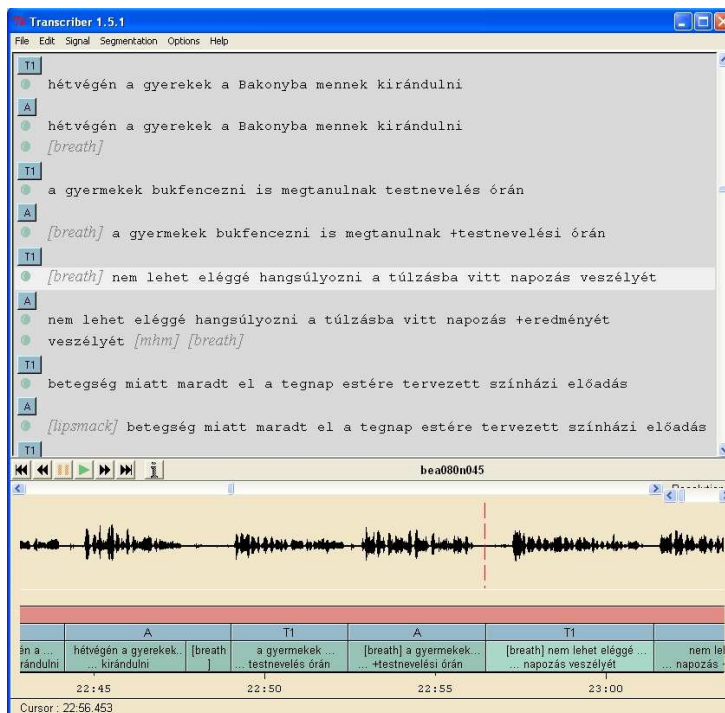 Transcriber 1.5.1
File Edit Signal Segmentation Options Help
T1
hétvégén a gyerekek a Bakonyba mennek kirándulni
A
hétvégén a gyerekek a Bakonyba mennek kirándulni
[breath]
T1
a gyermekek bukfencezni is megtanulnak testnevelés órán
A
[breath] a gyermekek bukfencezni is megtanulnak +testnevelési órán
T1
[breath] nem lehet eléggé hangsúlyozni a túlzásba vitt napozás veszélyét
A
nem lehet eléggé hangsúlyozni a túlzásba vitt napozás +eredményét
veszélyét [mhm] [breath]
T1
betegség miatt maradt el a tegnap estére tervezett színházi előadás
A
[lipsmack] betegség miatt maradt el a tegnap estére tervezett színházi előadás
T1
bea080n045
A T1 A T1
én a ... hétvégén a gyerekek.. [breath a gyermekek ... [breath] a gyermekek... [breath] nem lehet eléggé ... nem lel
rándulni ... kirándulni ] ... testnevelés órán ... +testnevelési órán ... napozás veszélyét ... napozás
22:45 22:50 22:55 23:00
Cursor : 22:56.453